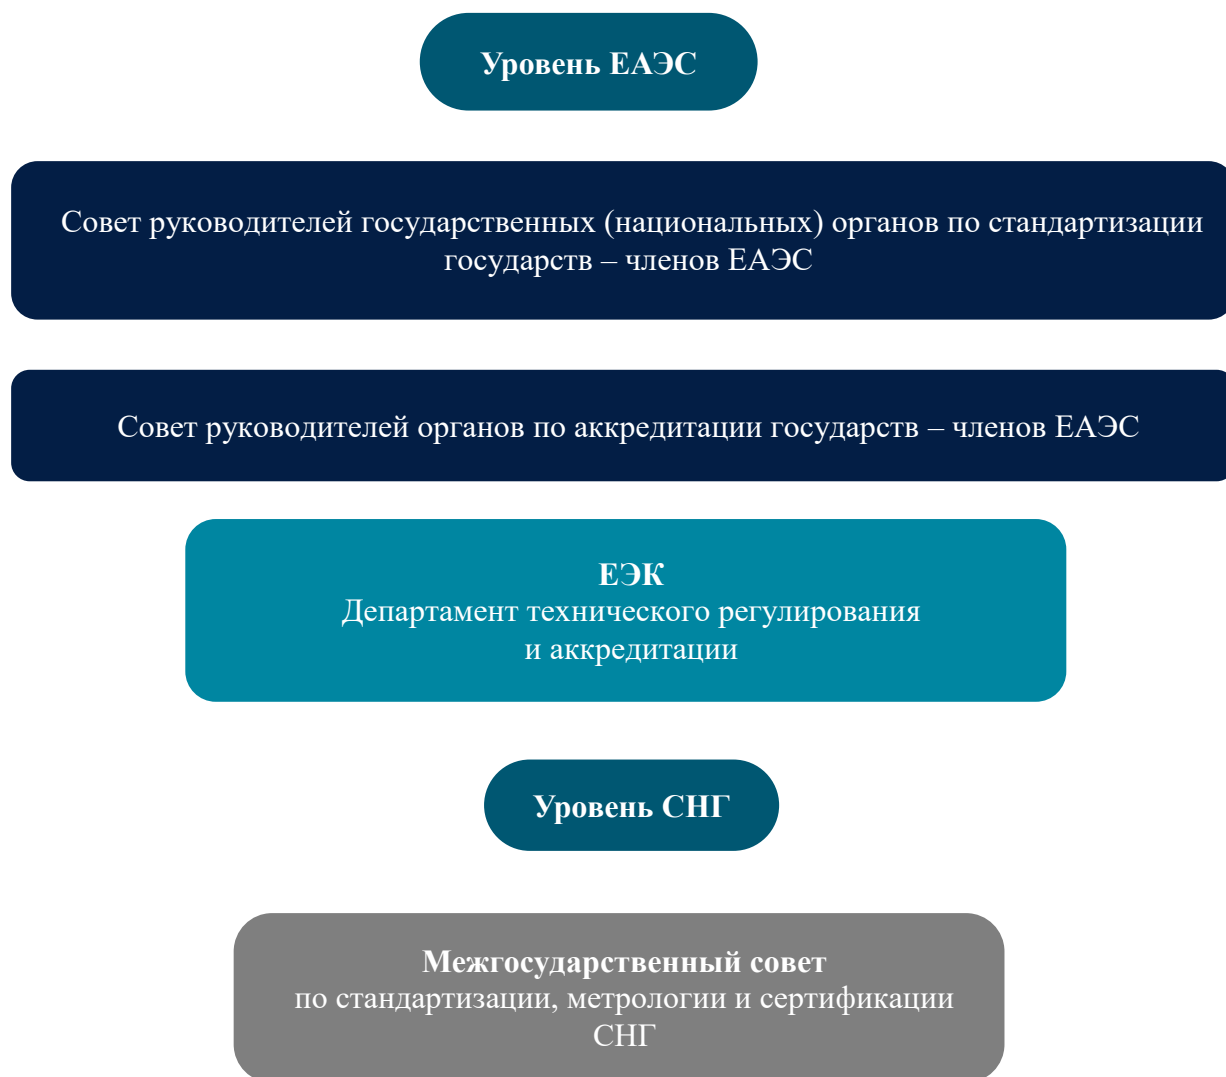 Уровень ЕАЭС
Совет руководителей государственных (национальных) органов по стандартизации
государств – членов ЕАЭС
Совет руководителей органов по аккредитации государств – членов ЕАЭС
ЕЭК
Департамент технического регулирования
и аккредитации
Уровень СНГ
Межгосударственный совет
по стандартизации, метрологии и сертификации
СНГ